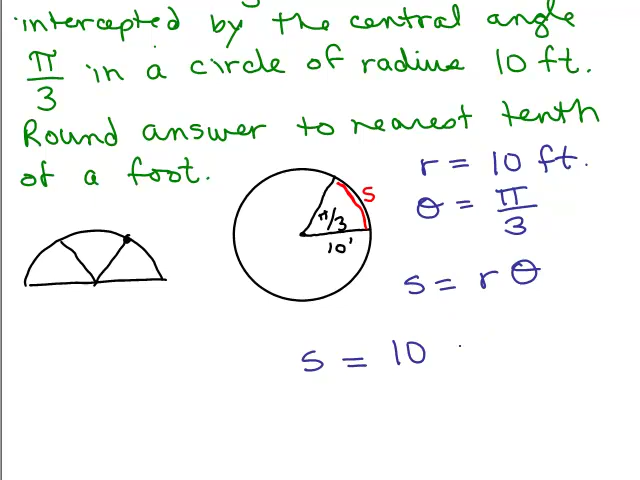 intercepted by the central angle
π/3 in a circle of radius 10 ft.
Round answer to nearest tenth
of a foot.
r = 10 ft.
θ = π/3
s
π/3
10'
s = r θ
s = 10